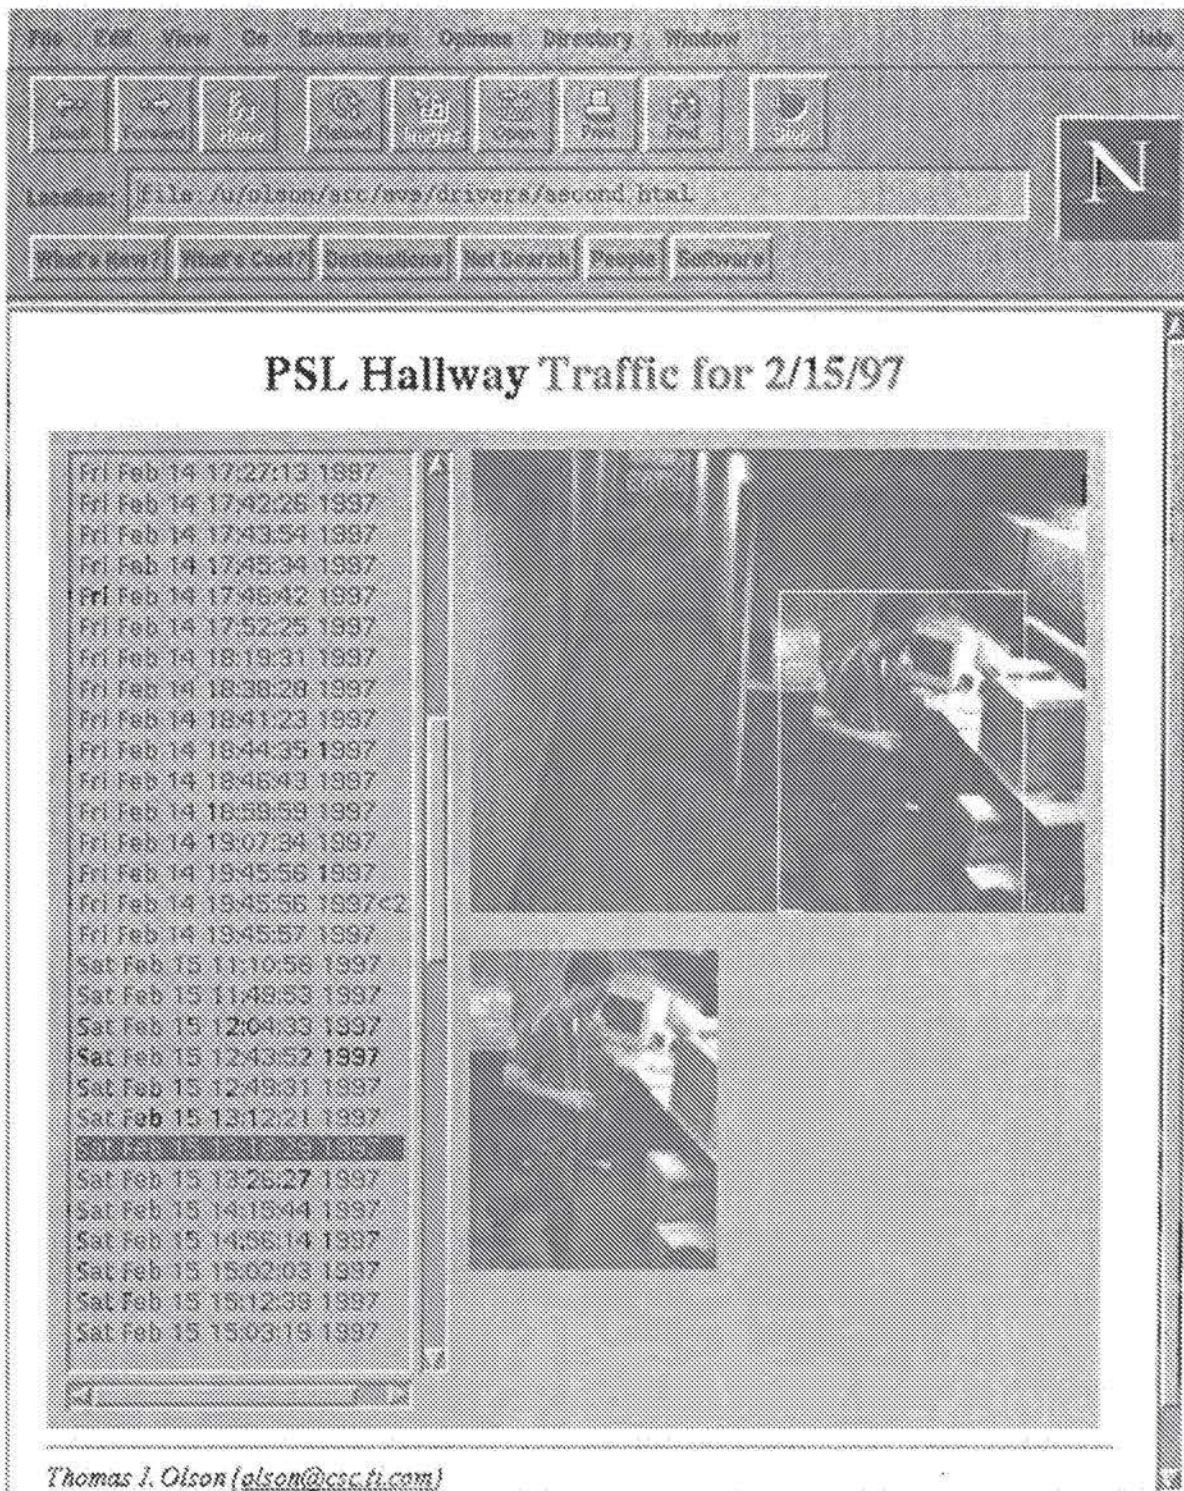 File Edit View Go Bookmarks Options Directory Window Help
Back Forward Home Reload Images Open Print Find Stop
N
Location: file:/u/olson/src/avs/drivers/second.html
What's New? What's Cool? Destinations Net Search People Software
PSL Hallway Traffic for 2/15/97
Fri Feb 14 17:27:13 1997
Fri Feb 14 17:42:26 1997
Fri Feb 14 17:43:54 1997
Fri Feb 14 17:45:34 1997
Fri Feb 14 17:46:42 1997
Fri Feb 14 17:52:25 1997
Fri Feb 14 18:19:31 1997
Fri Feb 14 18:38:28 1997
Fri Feb 14 18:41:23 1997
Fri Feb 14 18:44:35 1997
Fri Feb 14 18:46:43 1997
Fri Feb 14 18:59:59 1997
Fri Feb 14 19:07:34 1997
Fri Feb 14 19:45:56 1997
Fri Feb 14 19:45:56 1997<2
Fri Feb 14 19:45:57 1997
Sat Feb 15 11:10:56 1997
Sat Feb 15 11:49:53 1997
Sat Feb 15 12:04:33 1997
Sat Feb 15 12:43:52 1997
Sat Feb 15 12:49:31 1997
Sat Feb 15 13:12:21 1997
Sat Feb 15 13:26:27 1997
Sat Feb 15 14:15:44 1997
Sat Feb 15 14:56:14 1997
Sat Feb 15 15:02:03 1997
Sat Feb 15 15:12:39 1997
Sat Feb 15 15:03:19 1997
Thomas J. Olson (olson@csc.ti.com)